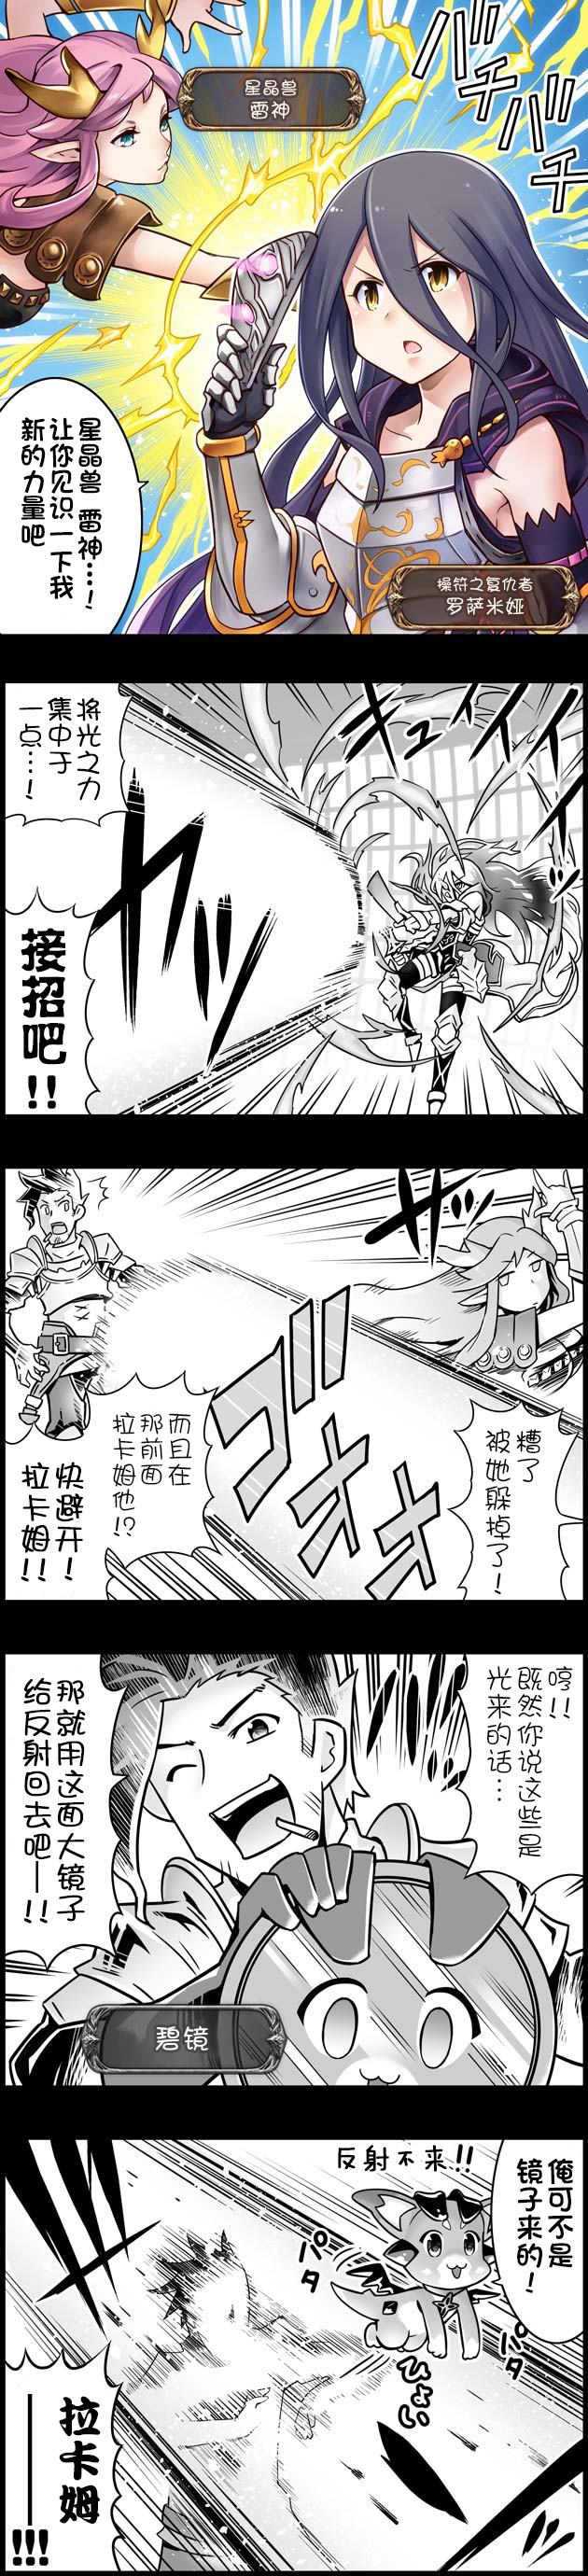 バチバチバチ
星晶兽
雷神
星晶兽 雷神…!
让你见识一下我
新的力量吧
操符之复仇者
罗萨米娅
キュイイイ
将光之力
集中于
一点…!
接招吧!!
糟了
被她躲掉了!
ゴオオ
而且在
那前面
拉卡姆他!?
快避开!
拉卡姆!!
哼!!
既然你说这些是
光来的话…
那就用这面大镜子
给反射回去吧—!!
碧镜
俺可不是
镜子来的!
反射不来!!
パタ
パタ
ひょい
拉卡姆——!!!